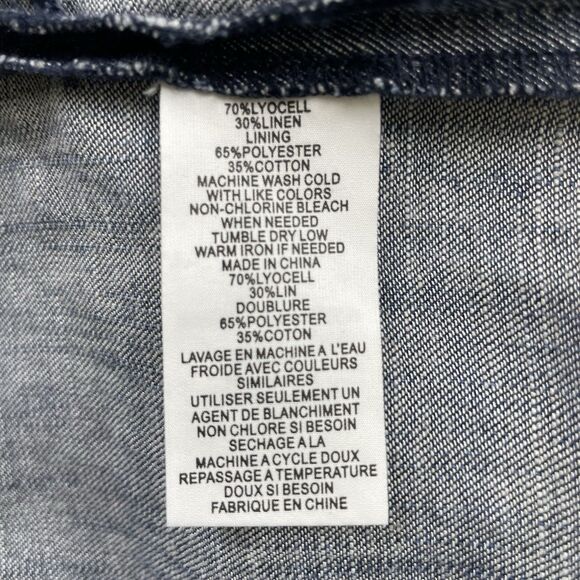 70%LYOCELL
30%LINEN
LINING
65%POLYESTER
35%COTTON
MACHINE WASH COLD
WITH LIKE COLORS
NON-CHLORINE BLEACH
WHEN NEEDED
TUMBLE DRY LOW
WARM IRON IF NEEDED
MADE IN CHINA
70%LYOCELL
30%LIN
DOUBLURE
65%POLYESTER
35%COTON
LAVAGE EN MACHINE A L'EAU
FROIDE AVEC COULEURS
SIMILAIRES
UTILISER SEULEMENT UN
AGENT DE BLANCHIMENT
NON CHLORE SI BESOIN
SECHAGE A LA
MACHINE A CYCLE DOUX
REPASSAGE A TEMPERATURE
DOUX SI BESOIN
FABRIQUE EN CHINE